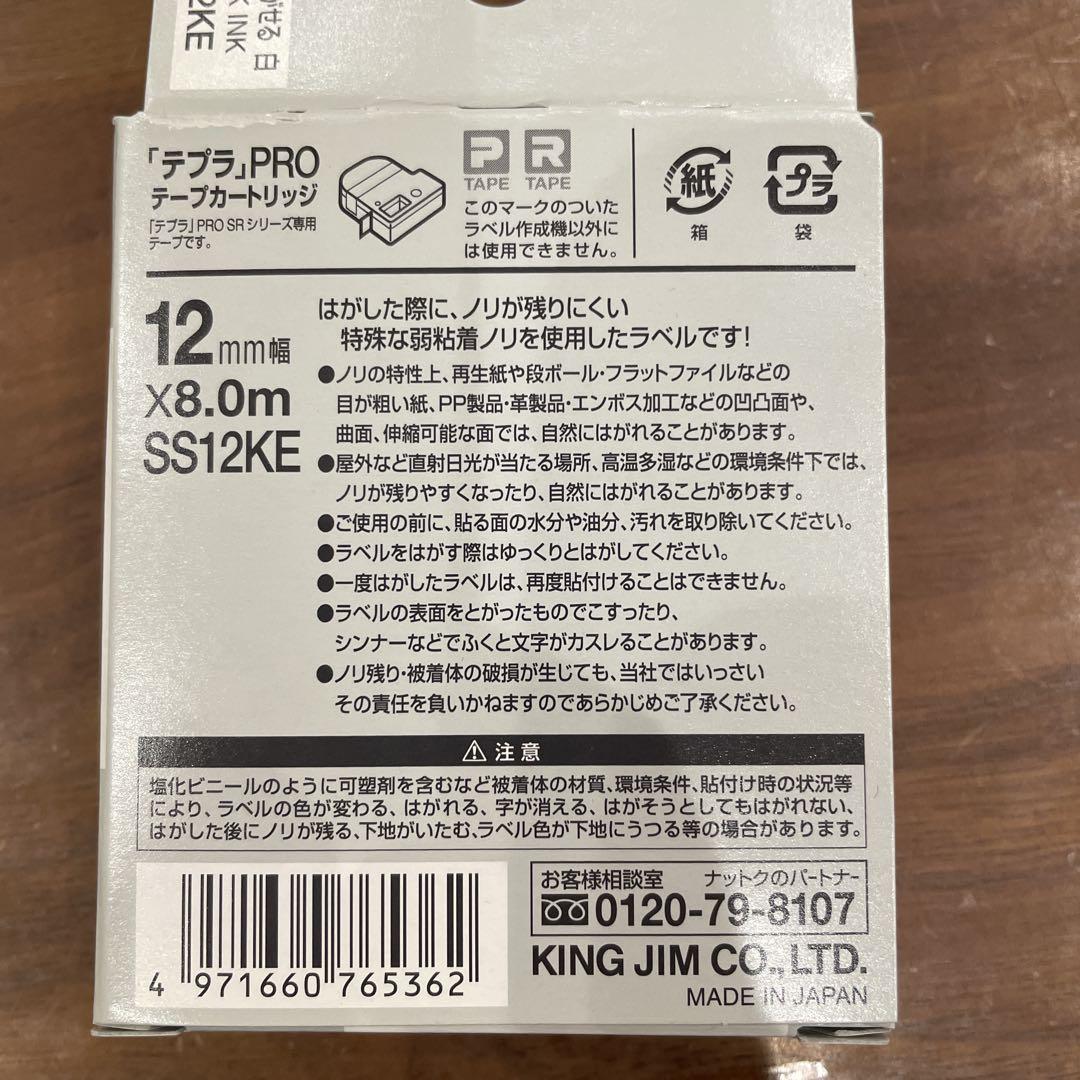 がせる 白
K INK
2KE
「テプラ」PRO
テープカートリッジ
「テプラ」PRO SRシリーズ専用
テープです。
P R
TAPE TAPE
このマークのついた
ラベル作成機以外に
は使用できません。
紙
箱
プラ
袋
12mm幅
X8.0m
SS12KE
はがした際に、ノリが残りにくい
特殊な弱粘着ノリを使用したラベルです!
●ノリの特性上、再生紙や段ボール・フラットファイルなどの
目が粗い紙、PP製品・革製品・エンボス加工などの凹凸面や、
曲面、伸縮可能な面では、自然にはがれることがあります。
●屋外など直射日光が当たる場所、高温多湿などの環境条件下では、
ノリが残りやすくなったり、自然にはがれることがあります。
●ご使用の前に、貼る面の水分や油分、汚れを取り除いてください。
●ラベルをはがす際はゆっくりとはがしてください。
●一度はがしたラベルは、再度貼付けることはできません。
●ラベルの表面をとがったものでこすったり、
シンナーなどでふくと文字がカスレることがあります。
●ノリ残り・被着体の破損が生じても、当社ではいっさい
その責任を負いかねますのであらかじめご了承ください。
⚠注意
塩化ビニールのように可塑剤を含むなど被着体の材質、環境条件、貼付け時の状況等
により、ラベルの色が変わる、はがれる、字が消える、はがそうとしてもはがれない、
はがした後にノリが残る、下地がいたむ、ラベル色が下地にうつる等の場合があります。
4 971660 765362
お客様相談室 ナットクのパートナー
0120-79-8107
KING JIM CO.,LTD.
MADE IN JAPAN